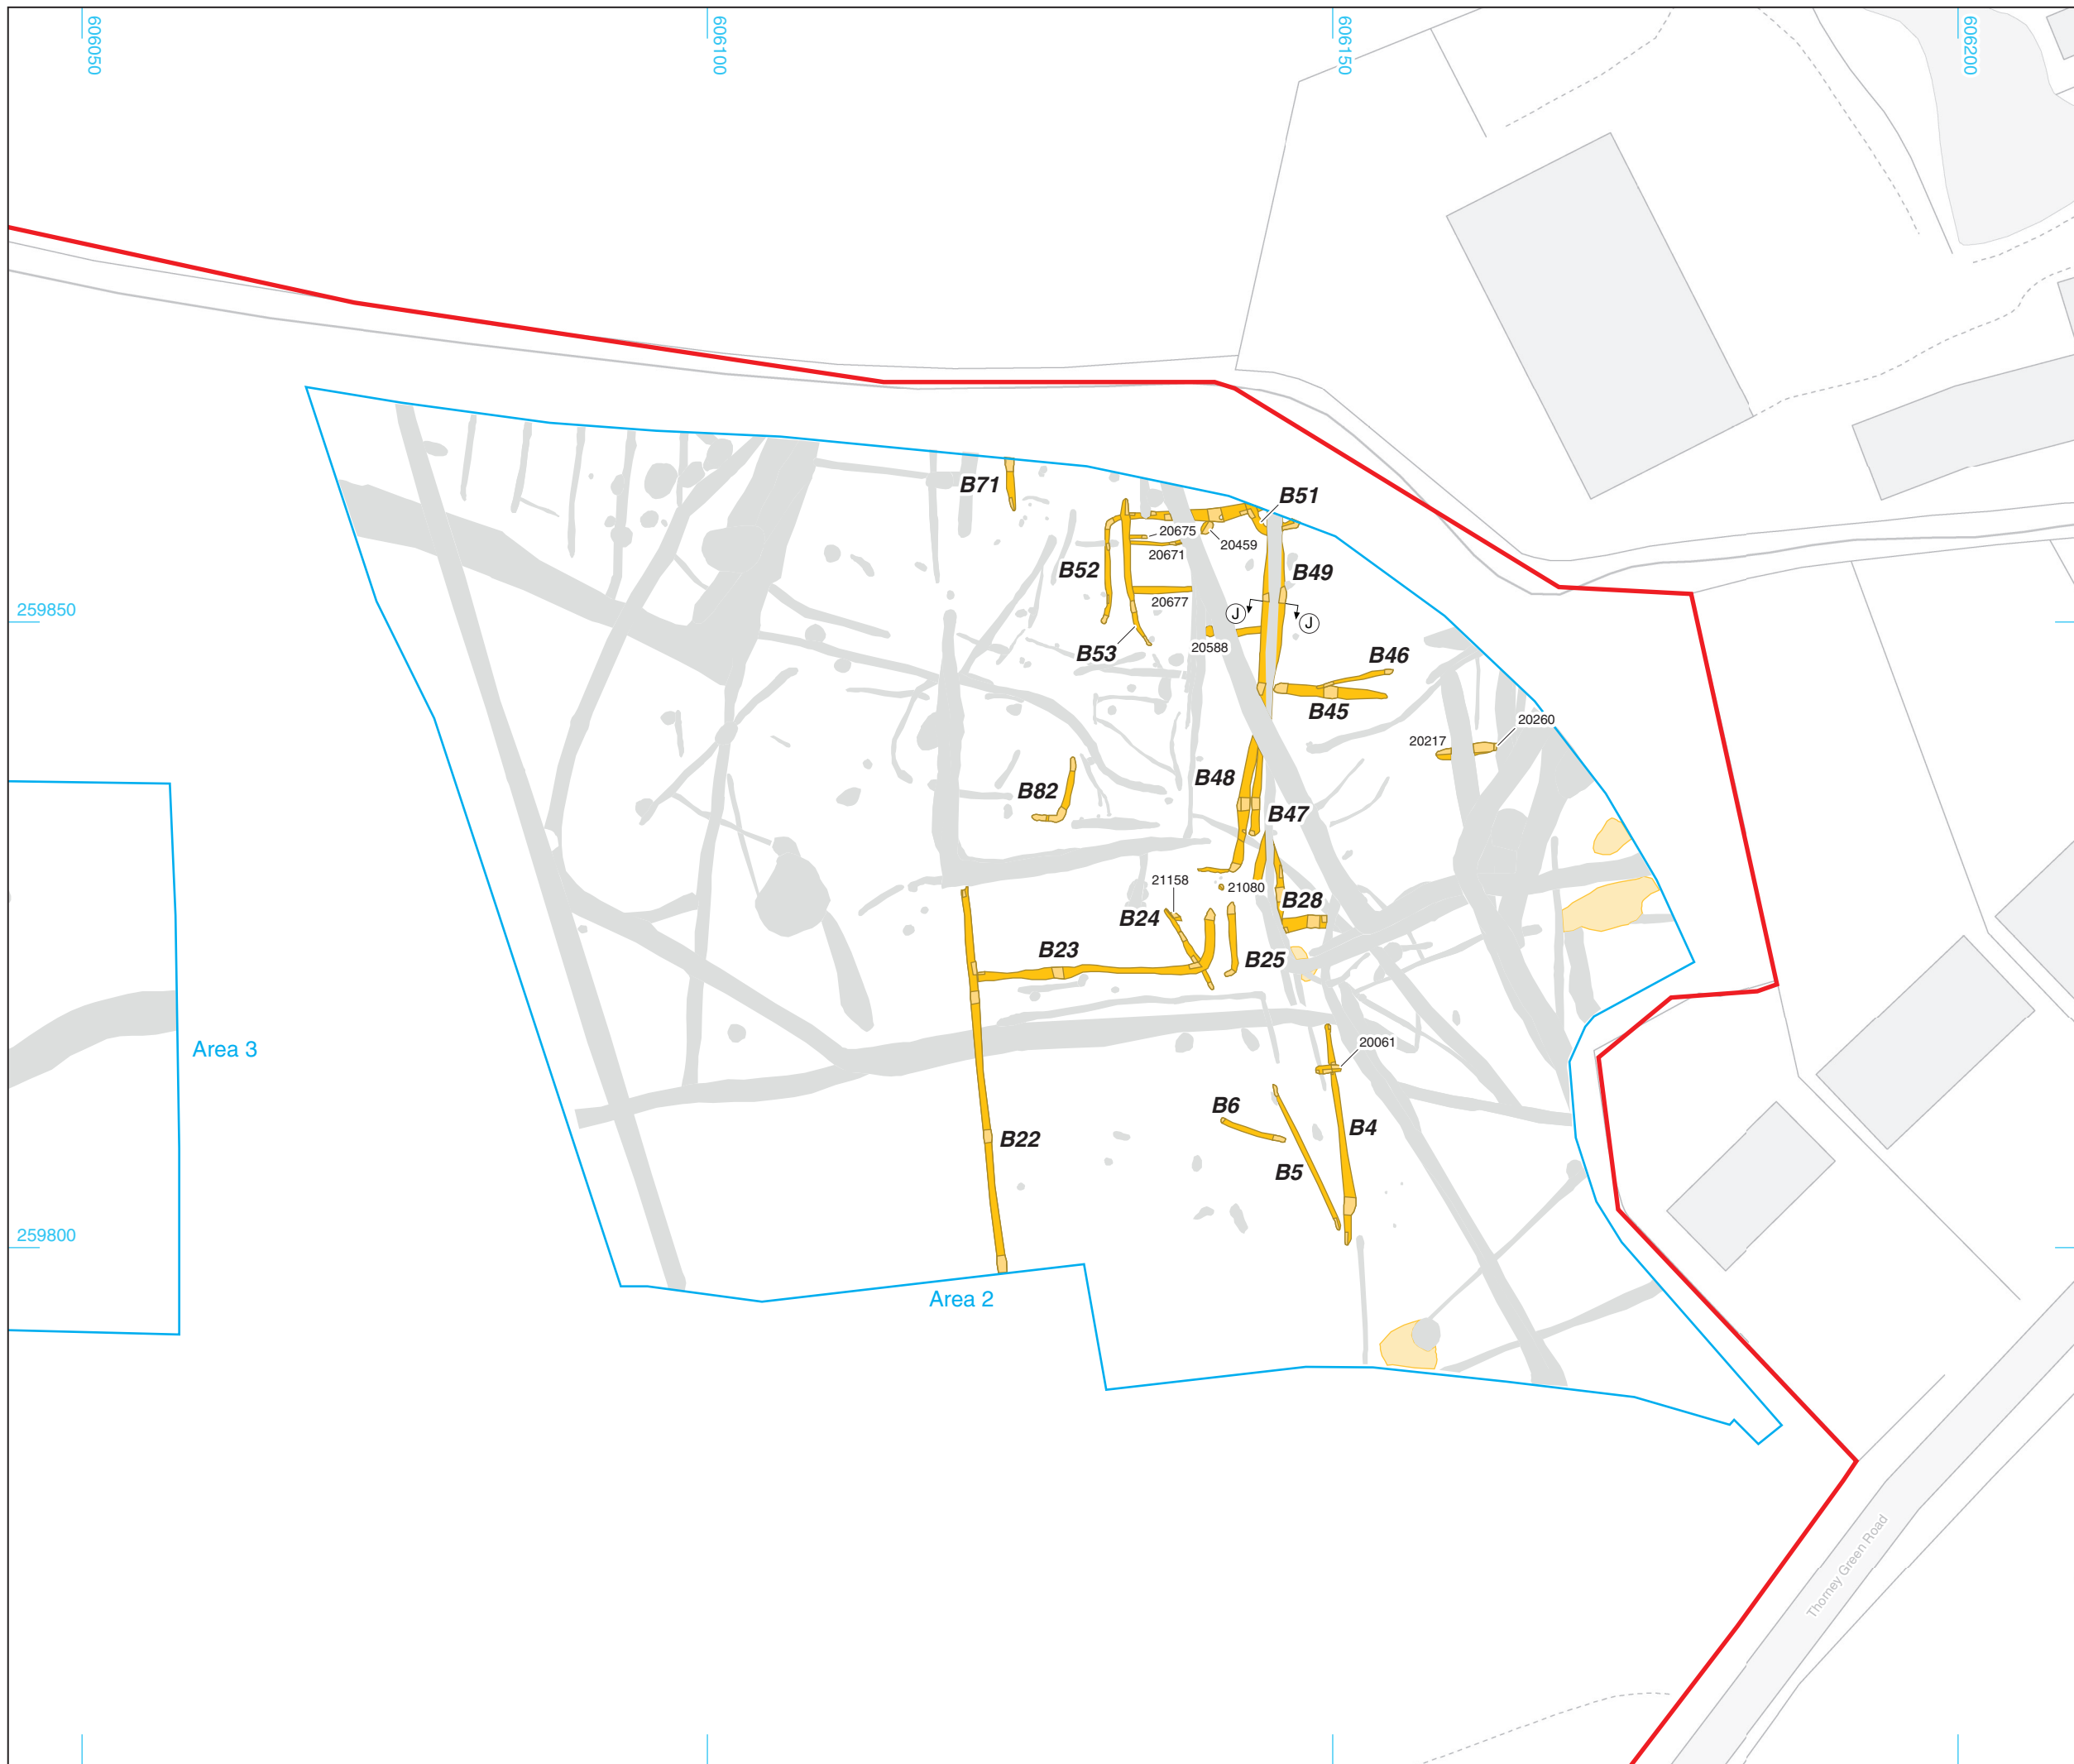 606050
606100
606150
606200
B71
B51
20675
20459
20671
B52
B49
259850
20677
J
J
20588
B53
B46
B45
20260
20217
B48
B82
B47
21158
21080
B28
B24
B23
B25
Area 3
20061
B6
B4
B22
B5
259800
Area 2
Thorney Green Road